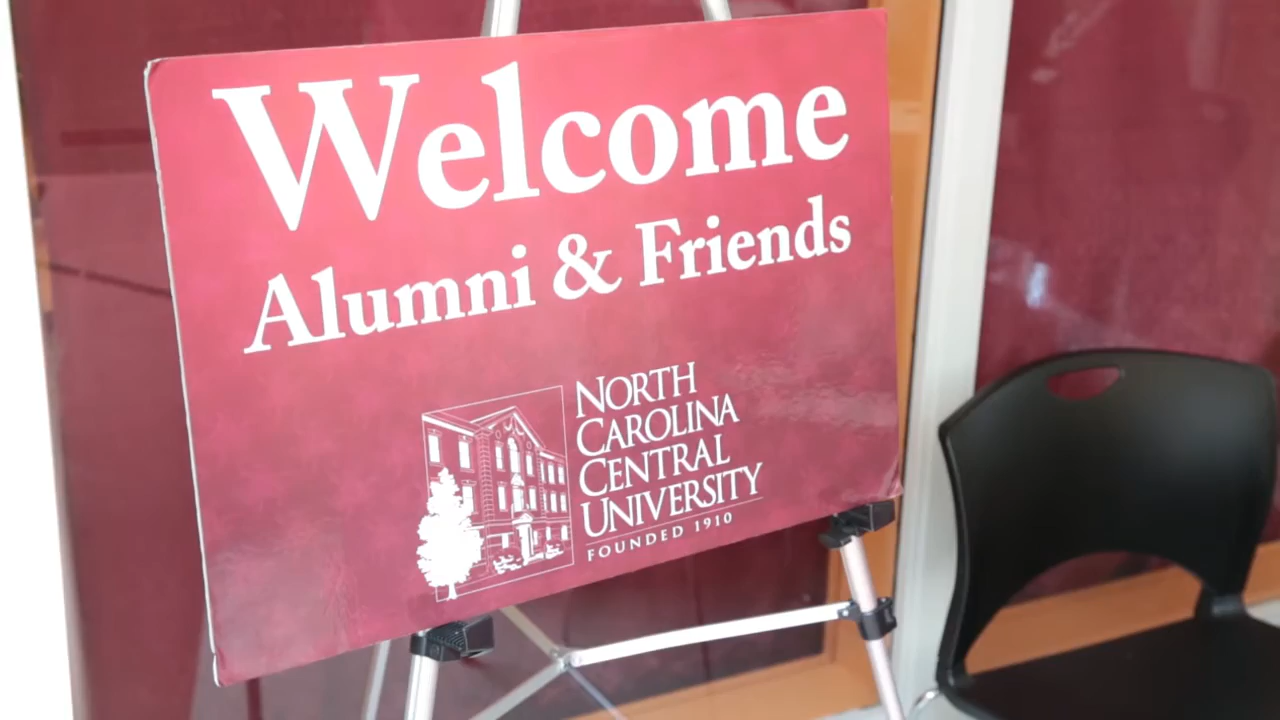 Welcome
Alumni & Friends
NORTH
CAROLINA
CENTRAL
UNIVERSITY
FOUNDED 1910